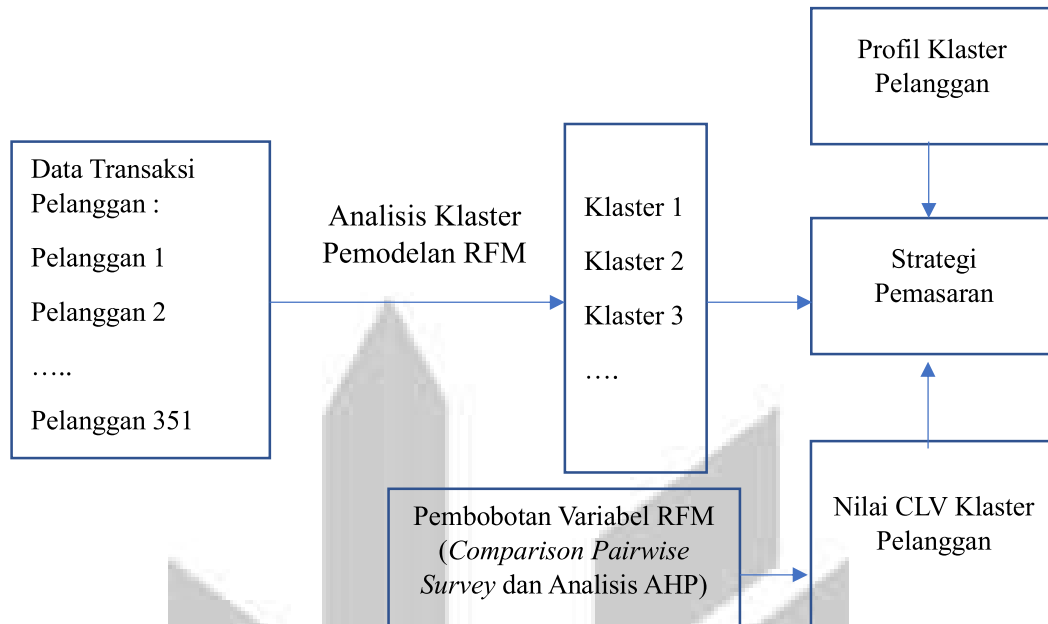 Data Transaksi
Pelanggan :
Pelanggan 1
Pelanggan 2
…..
Pelanggan 351
Analisis Klaster
Pemodelan RFM
Klaster 1
Klaster 2
Klaster 3
….
Profil Klaster
Pelanggan
Strategi
Pemasaran
Pembobotan Variabel RFM
(Comparison Pairwise
Survey dan Analisis AHP)
Nilai CLV Klaster
Pelanggan